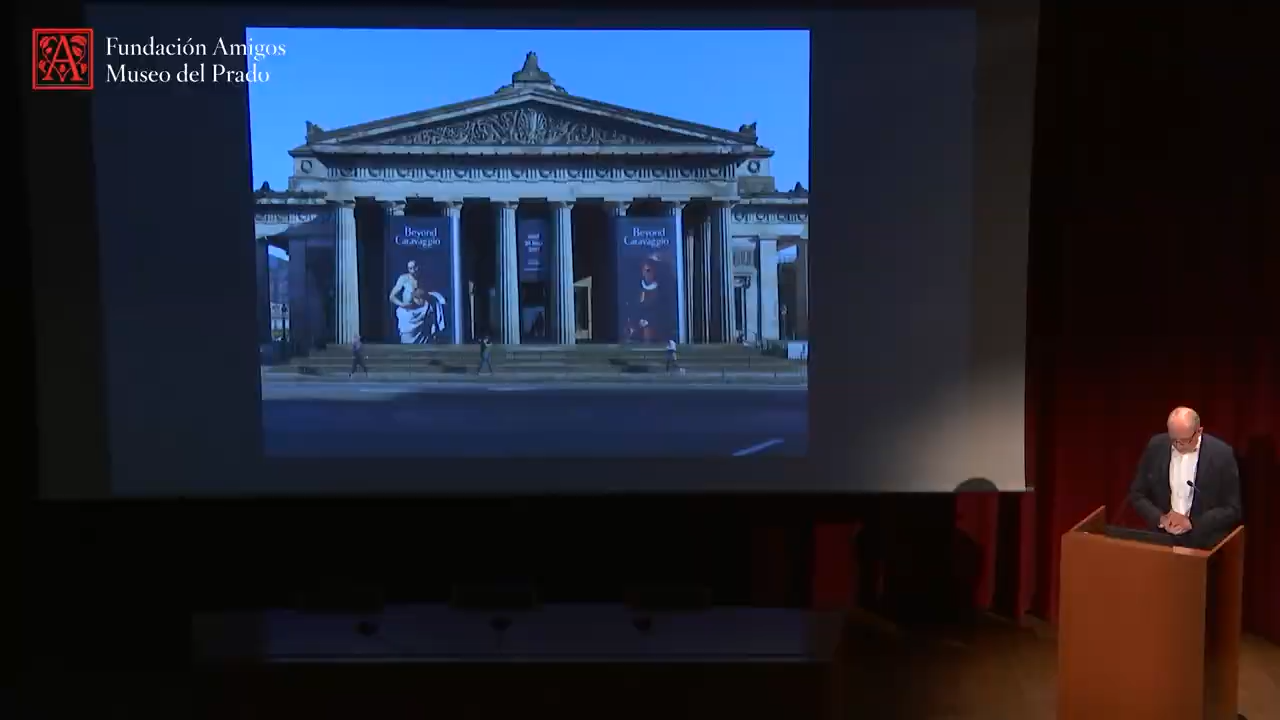 Fundación Amigos
Museo del Prado
Beyond
Caravaggio
Beyond
Caravaggio